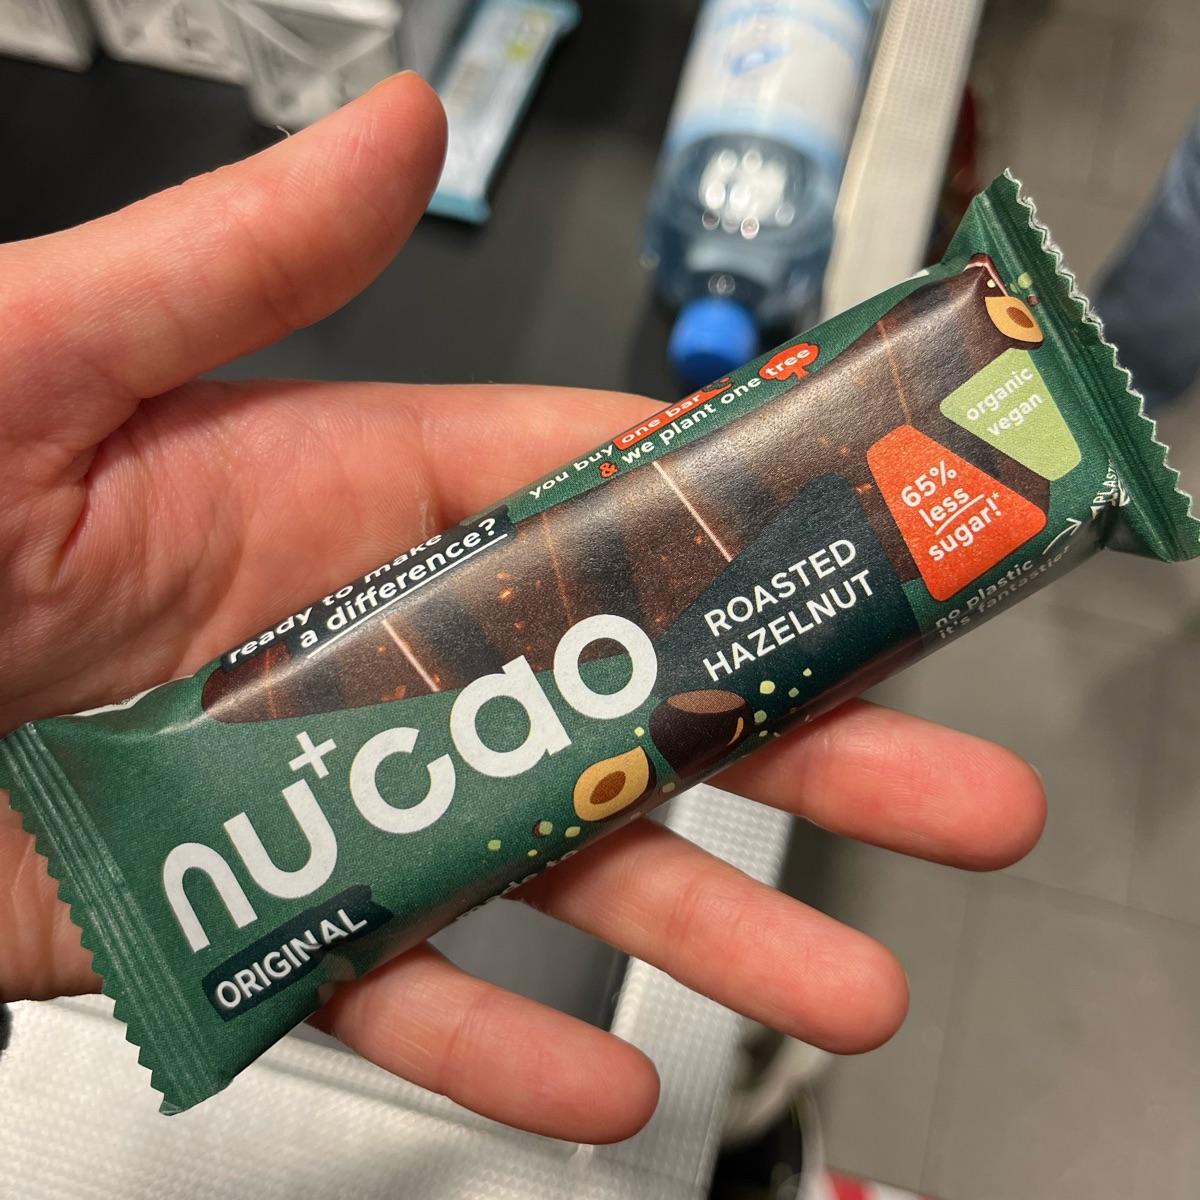 you buy one bar
& we plant one tree
ready to make
a difference?
organic
vegan
65%
less
sugar!*
ROASTED
HAZELNUT
nu+cao
ORIGINAL
no plastic
it's fantastic!